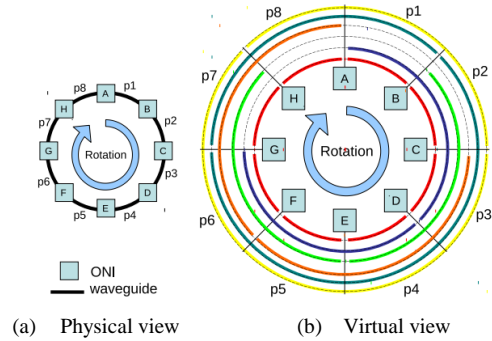 p8 p1
A
H B
p7 p2
G Rotation C
p6 p3
F D
p5 E p4
ONI
waveguide
(a) Physical view
p8 p1
p7 p2
A
H B
G Rotation C
F D
E
p6 p3
p5 p4
(b) Virtual view